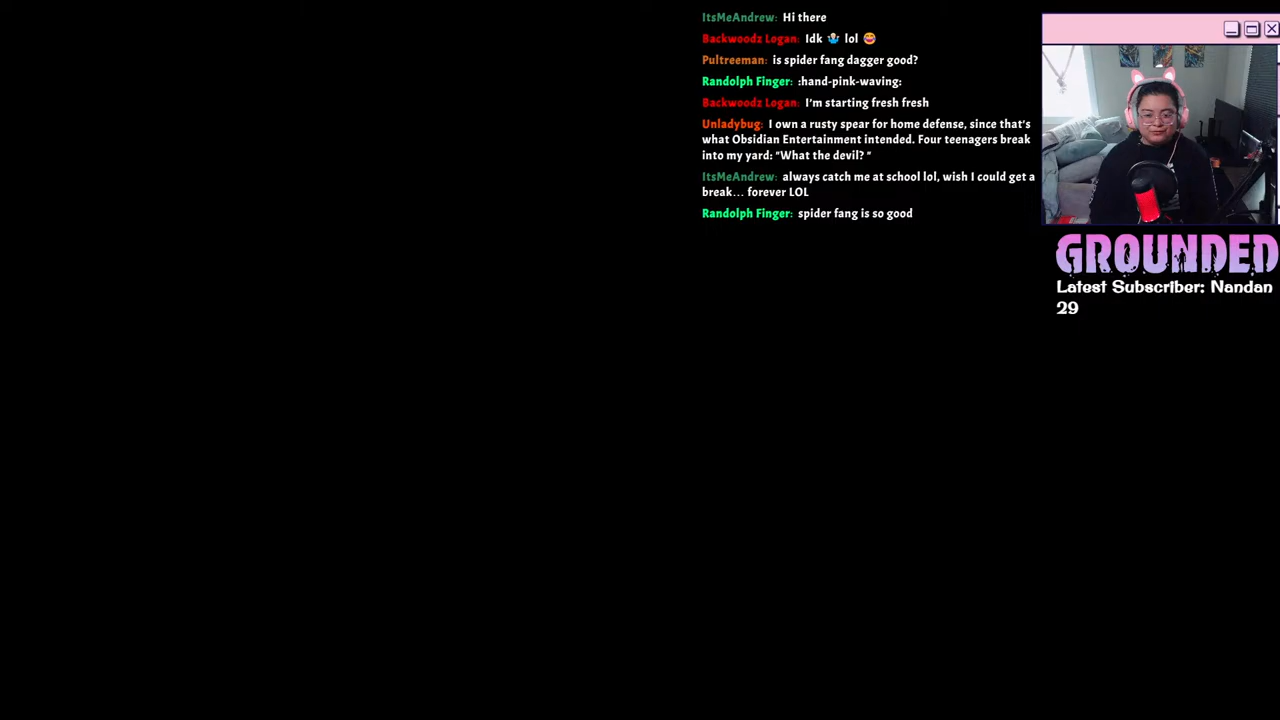 ItsMeAndrew: Hi there
Backwoodz Logan: Idk 🤷🏻‍♂️ lol 😂
Pultreeman: is spider fang dagger good?
Randolph Finger: :hand-pink-waving:
Backwoodz Logan: I'm starting fresh fresh
Unladybug: I own a rusty spear for home defense, since that's
what Obsidian Entertainment intended. Four teenagers break
into my yard: "What the devil? "
ItsMeAndrew: always catch me at school lol, wish I could get a
break... forever LOL
Randolph Finger: spider fang is so good
GROUNDED
Latest Subscriber: Nandan
29